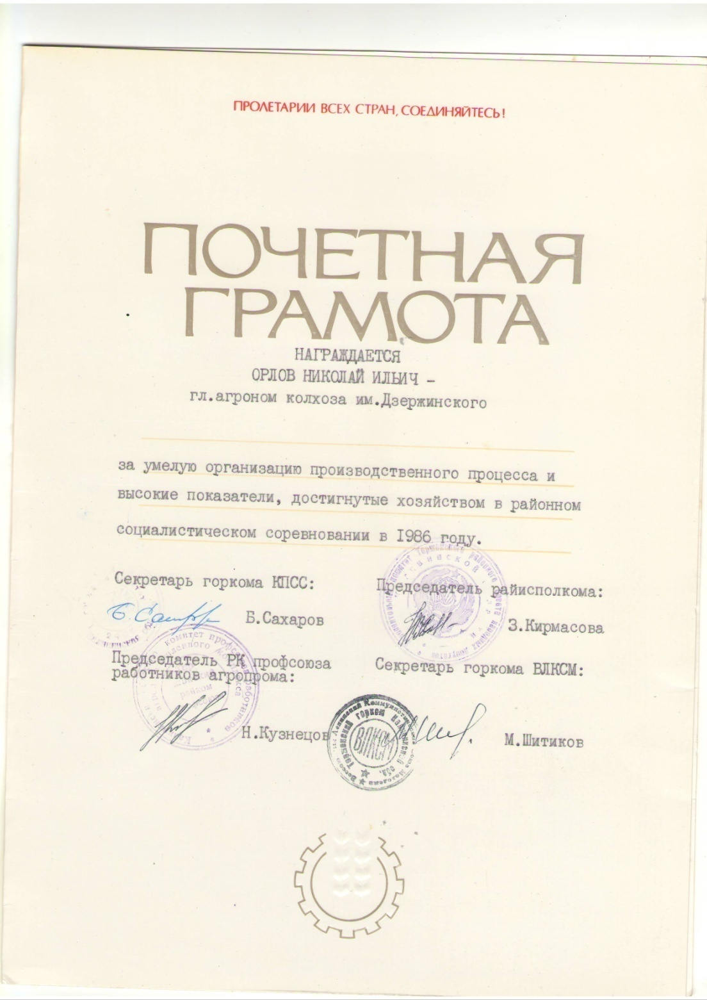 ПРОЛЕТАРИИ ВСЕХ СТРАН, СОЕДИНЯЙТЕСЬ!
ПОЧЕТНАЯ
ГРАМОТА
НАГРАЖДАЕТСЯ
ОРЛОВ НИКОЛАЙ ИЛЬИЧ -
гл.агроном колхоза им.Дзержинского
за умелую организацию производственного процесса и
высокие показатели, достигнутые хозяйством в районном
социалистическом соревновании в 1986 году.
Секретарь горкома КПСС:
Председатель райисполкома:
Б.Сахаров
З.Кирмасова
Председатель РК профсоюза
работников агропрома:
Секретарь горкома ВЛКСМ:
Н.Кузнецов
М.Шитиков
ВЛКСМ